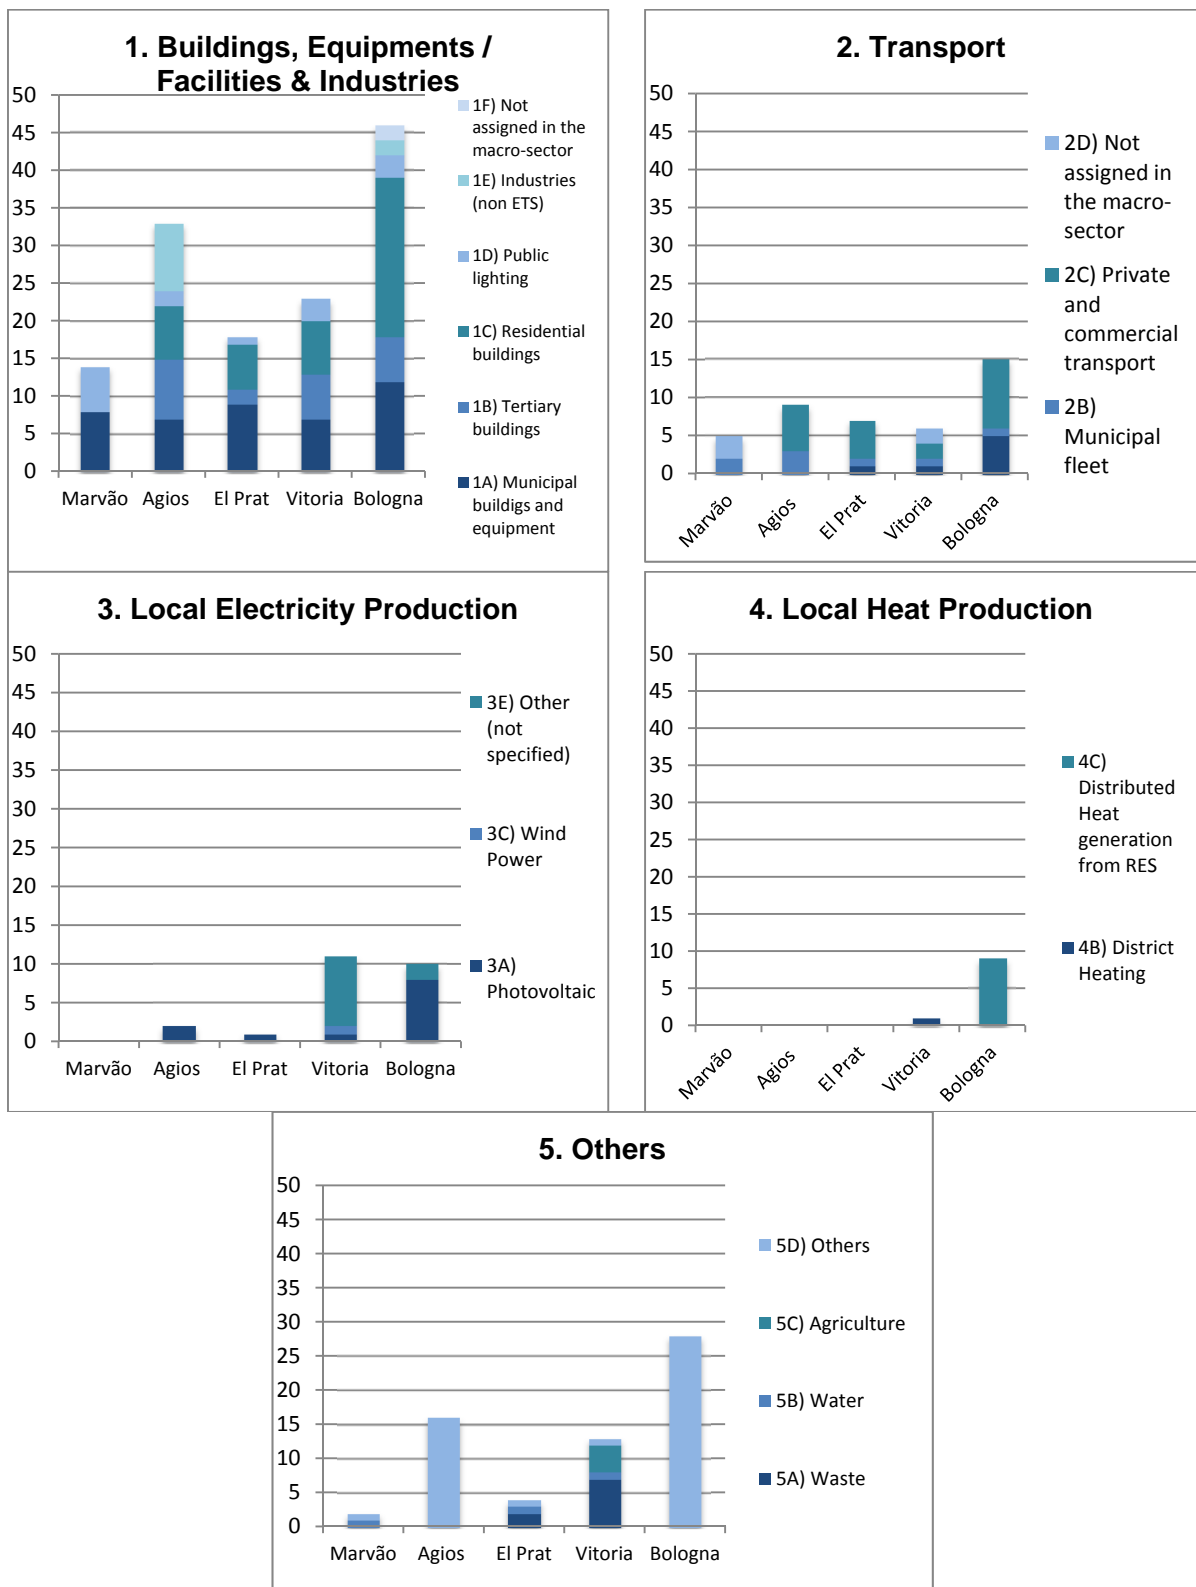 1. Buildings, Equipments /
Facilities & Industries
50
45
40
35
30
25
20
15
10
5
0
Marvão
Agios
El Prat
Vitoria
Bologna
1F) Not
assigned in the
macro-sector
1E) Industries
(non ETS)
1D) Public
lighting
1C) Residential
buildings
1B) Tertiary
buildings
1A) Municipal
buildigs and
equipment
2. Transport
50
45
40
35
30
25
20
15
10
5
0
Marvão
Agios
El Prat
Vitoria
Bologna
2D) Not
assigned in
the macro-
sector
2C) Private
and
commercial
transport
2B)
Municipal
fleet
3. Local Electricity Production
50
45
40
35
30
25
20
15
10
5
0
Marvão
Agios
El Prat
Vitoria
Bologna
3E) Other
(not
specified)
3C) Wind
Power
3A)
Photovoltaic
4. Local Heat Production
50
45
40
35
30
25
20
15
10
5
0
Marvão
Agios
El Prat
Vitoria
Bologna
4C)
Distributed
Heat
generation
from RES
4B) District
Heating
5. Others
50
45
40
35
30
25
20
15
10
5
0
Marvão
Agios
El Prat
Vitoria
Bologna
5D) Others
5C) Agriculture
5B) Water
5A) Waste